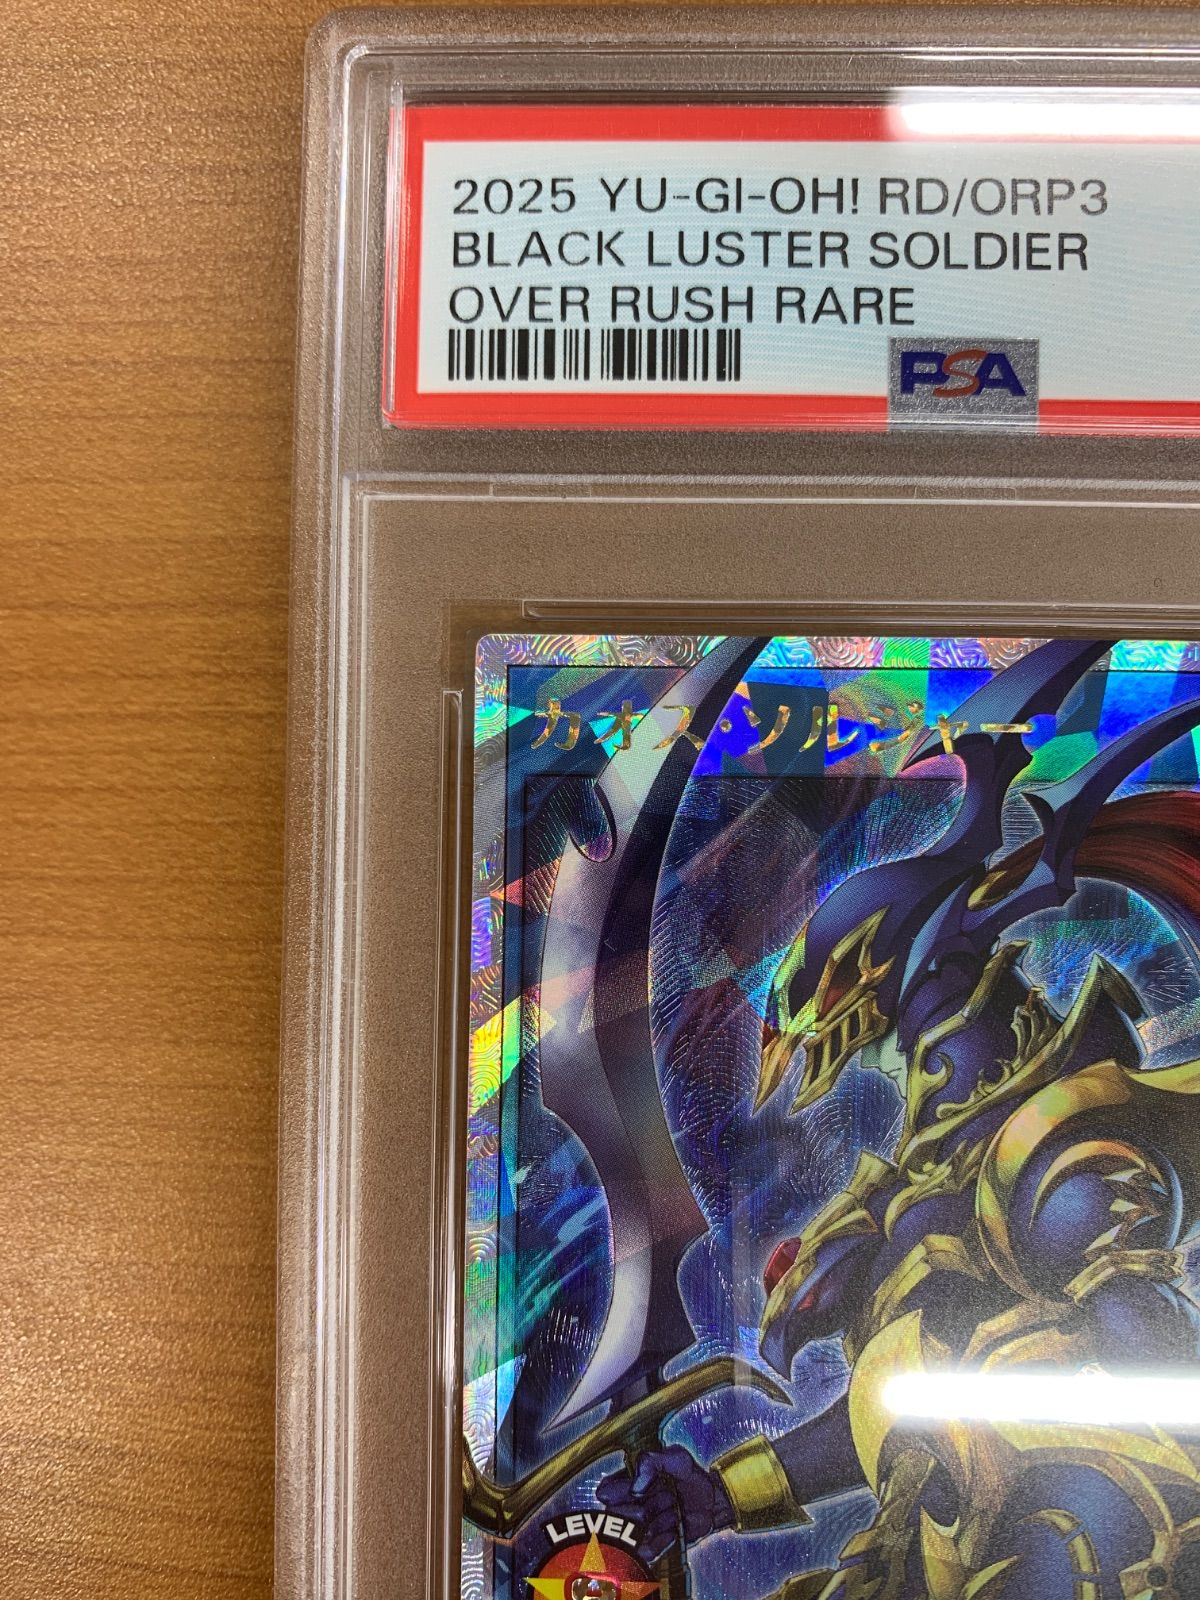 2025 YU-GI-OH! RD/ORP3
BLACK LUSTER SOLDIER
OVER RUSH RARE
PSA
カオス・ソルジャー
LEVEL